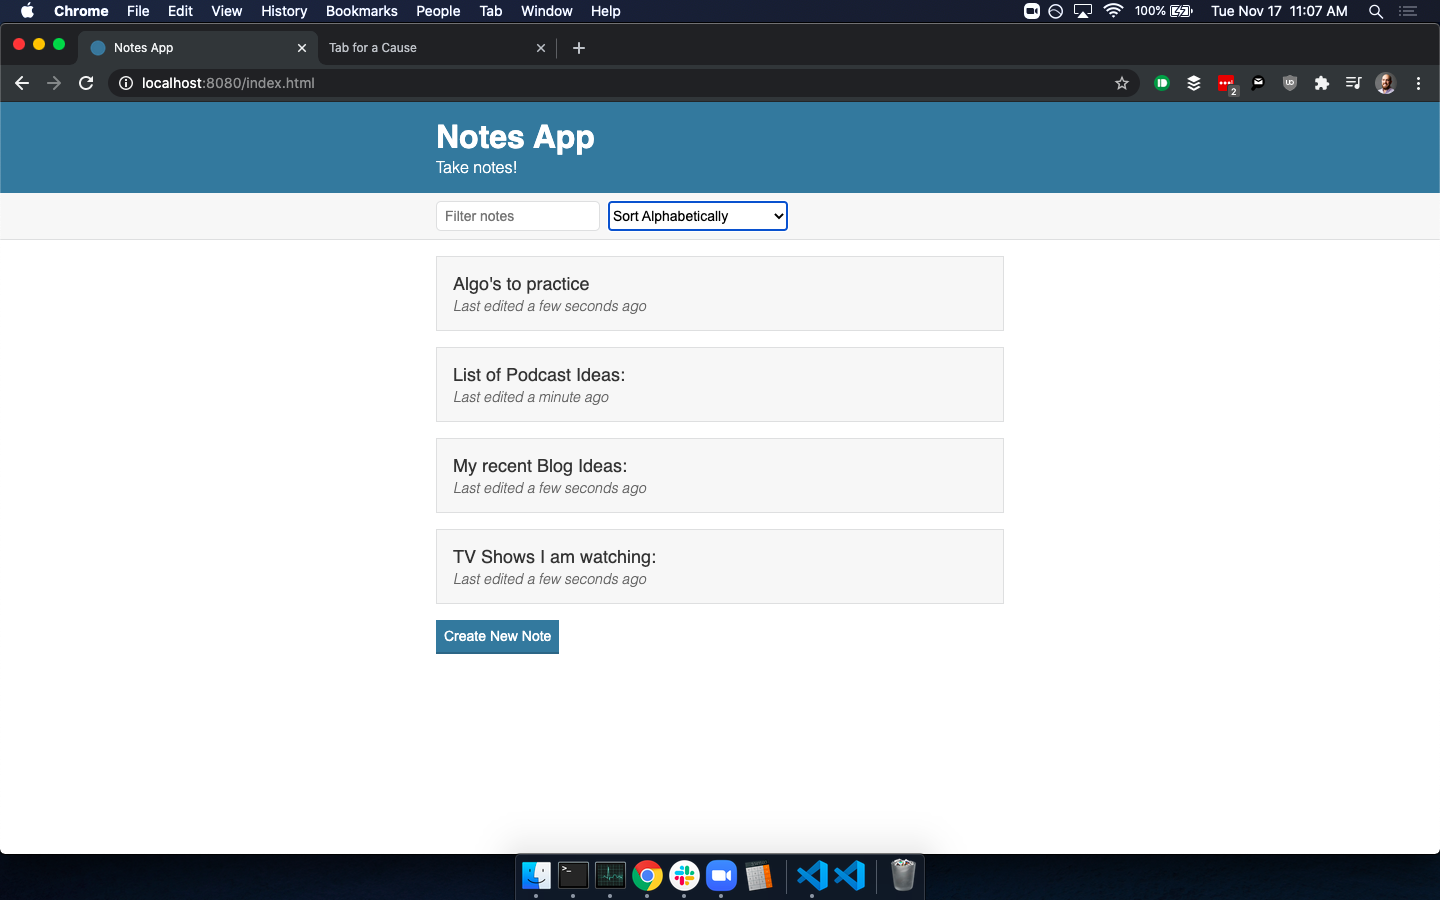 Chrome File Edit View History Bookmarks People Tab Window Help 100% Tue Nov 17 11:07 AM
Notes App Tab for a Cause
localhost:8080/index.html 2
Notes App
Take notes!
Filter notes Sort Alphabetically
Algo's to practice
Last edited a few seconds ago
List of Podcast Ideas:
Last edited a minute ago
My recent Blog Ideas:
Last edited a few seconds ago
TV Shows I am watching:
Last edited a few seconds ago
Create New Note